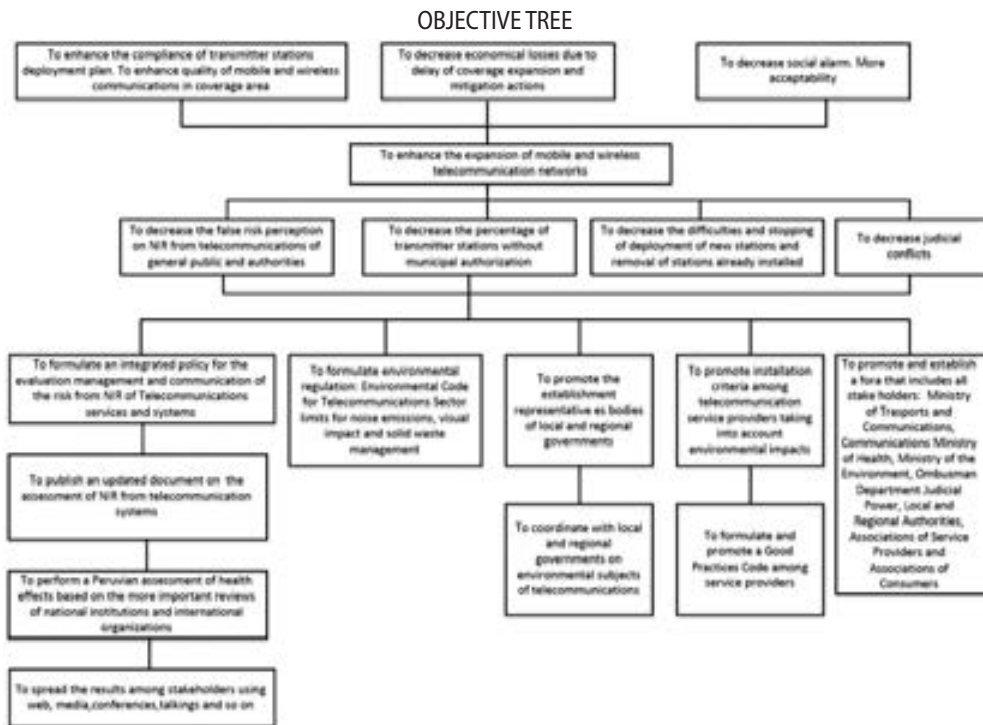 OBJECTIVE TREE
To enhance the compliance of transmitter stations
deployment plan. To enhance quality of mobile and wireless
communications in coverage area
To decrease economical losses due to
delay of coverage expansion and
mitigation actions
To decrease social alarm. More
acceptability
To enhance the expansion of mobile and wireless
telecommunication networks
To decrease the false risk perception
on NIR from telecommunications of
general public and authorities
To decrease the percentage of
transmitter stations without
municipal authorization
To decrease the difficulties and stopping
of deployment of new stations and
removal of stations already installed
To decrease judicial
conflicts
To formulate an integrated policy for the
evaluation management and communication of
the risk from NIR of Telecommunications
services and systems
To formulate environmental
regulation: Environmental Code
for Telecommunications Sector
limits for noise emissions, visual
impact and solid waste
management
To promote the
establishment
representative es bodies
of local and regional
governments
To promote installation
criteria among
telecommunication
service providers taking
into account
environmental impacts
To promote and establish
a fora that includes all
stake holders: Ministry
of Trasports and
Communications,
Communications Ministry
of Health, Ministry of the
Environment, Ombusman
Department Judicial
Power, Local and
Regional Authorities,
Associations of Service
Providers and
Associations of
Consumers
To publish an updated document on the
assessment of NIR from telecommunication
systems
To coordinate with local
and regional
governments on
environmental subjects
of telecommunications
To formulate and
promote a Good
Practices Code among
service providers
To perform a Peruvian assessment of health
effects based on the more important reviews
of national institutions and international
organizations
To spread the results among stakeholders using
web, media,conferences,talkings and so on